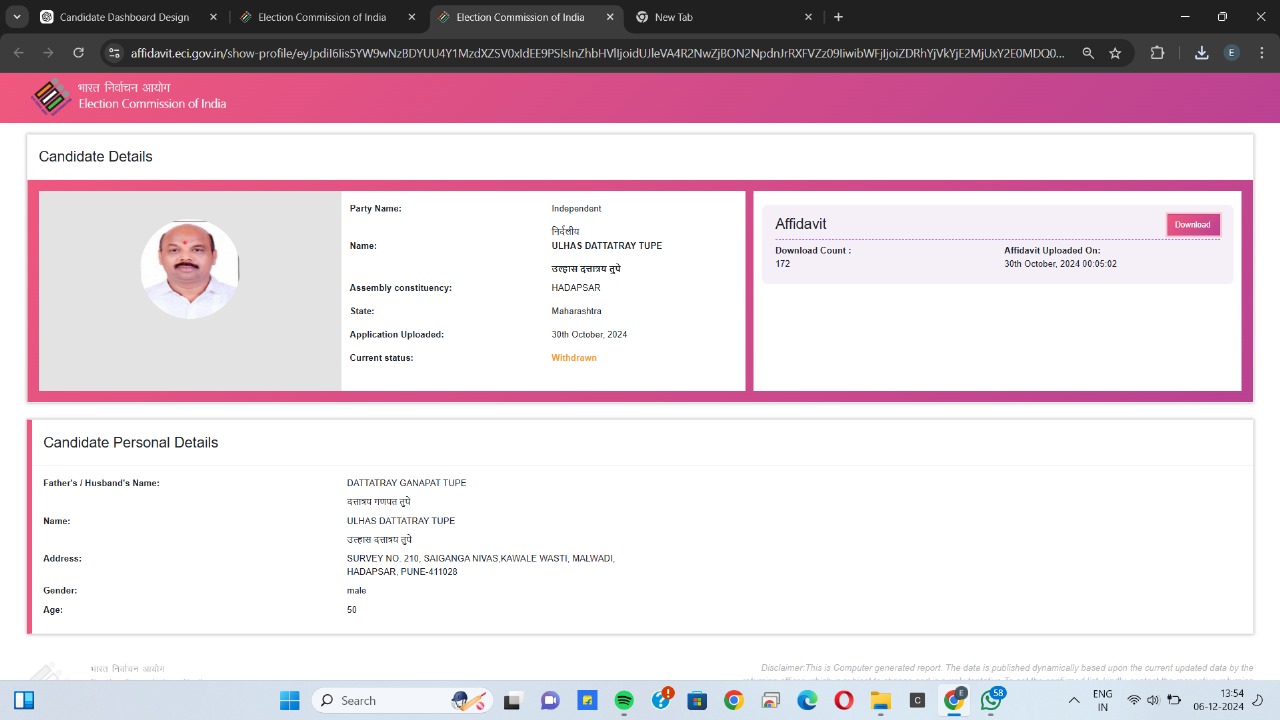 Candidate Dashboard Design
Election Commission of India
Election Commission of India
New Tab
affidavit.eci.gov.in/show-profile/
E
भारत निर्वाचन आयोग
Election Commission of India
Candidate Details
Party Name: Independent
निर्दलीय
Name: ULHAS DATTATRAY TUPE
उल्हास दत्तात्रय तुपे
Assembly constituency: HADAPSAR
State: Maharashtra
Application Uploaded: 30th October, 2024
Current status: Withdrawn
Affidavit
Download
Download Count : Affidavit Uploaded On:
172 30th October, 2024 00:05:02
Candidate Personal Details
Father's / Husband's Name: DATTATRAY GANAPAT TUPE
दत्तात्रय गणपत तुपे
Name: ULHAS DATTATRAY TUPE
उल्हास दत्तात्रय तुपे
Address: SURVEY NO. 210, SAIGANGA NIVAS,KAWALE WASTI, MALWADI,
HADAPSAR, PUNE-411028
Gender: male
Age: 50
भारत निर्वाचन आयोग
Disclaimer:This is Computer generated report. The data is published dynamically based upon the current updated data by the
Search
C
E
58
ENG
IN
13:54
06-12-2024